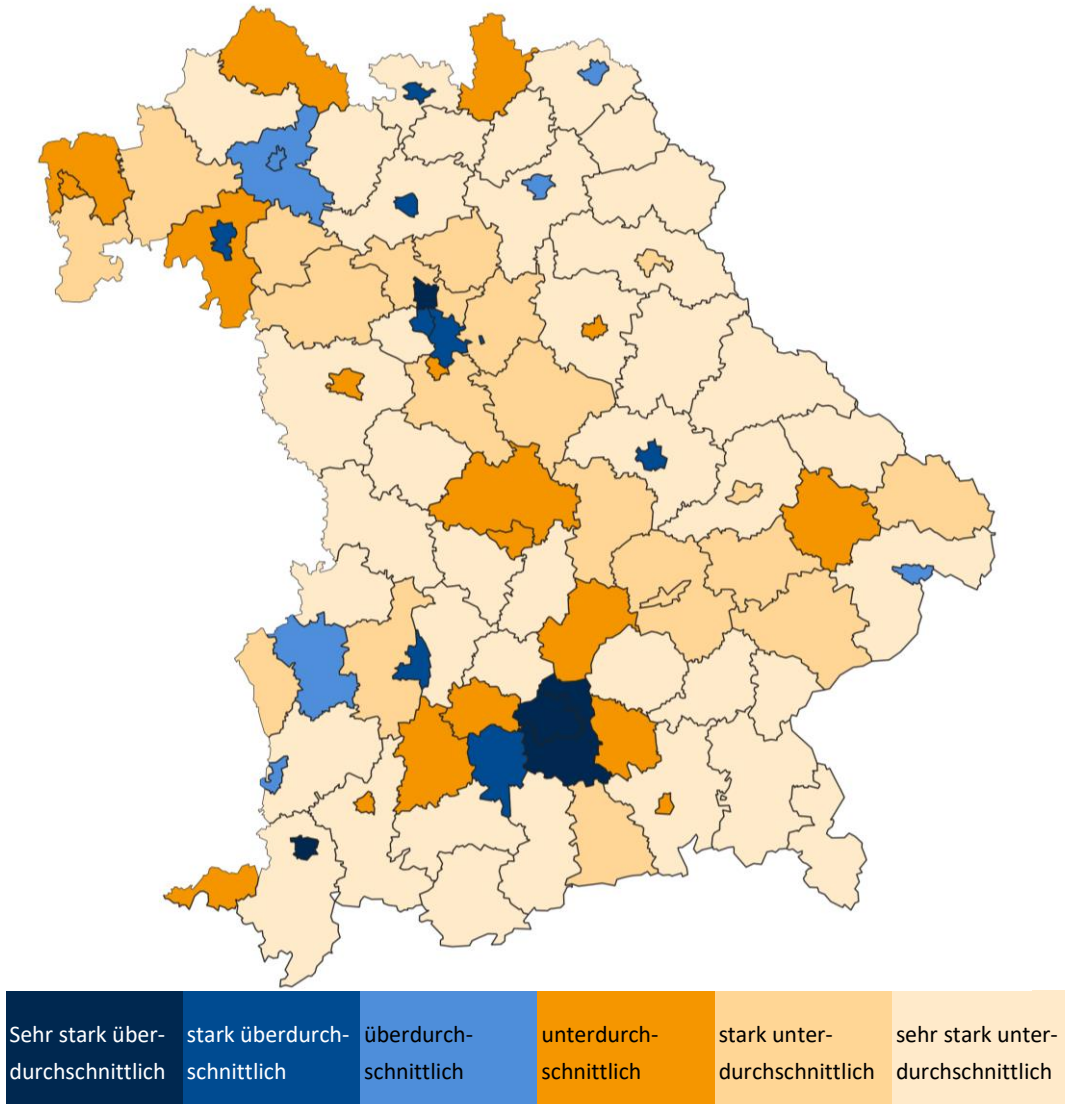 Sehr stark über-
durchschnittlich
stark überdurch-
schnittlich
überdurch-
schnittlich
unterdurch-
schnittlich
stark unter-
durchschnittlich
sehr stark unter-
durchschnittlich